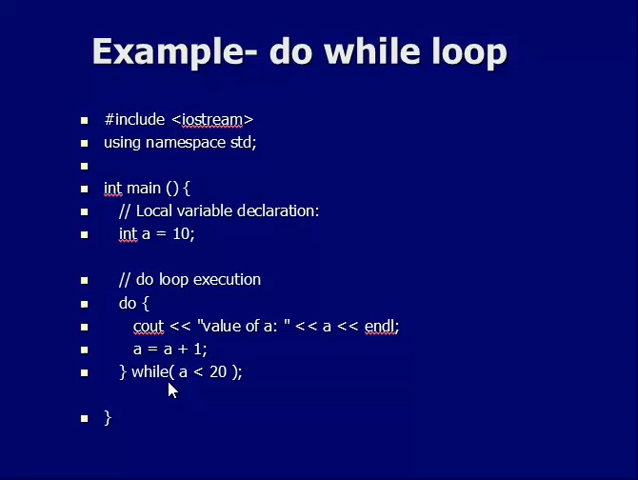 Example- do while loop
#include <iostream>
using namespace std;
int main () {
// Local variable declaration:
int a = 10;
// do loop execution
do {
cout << "value of a: " << a << endl;
a = a + 1;
} while( a < 20 );
}